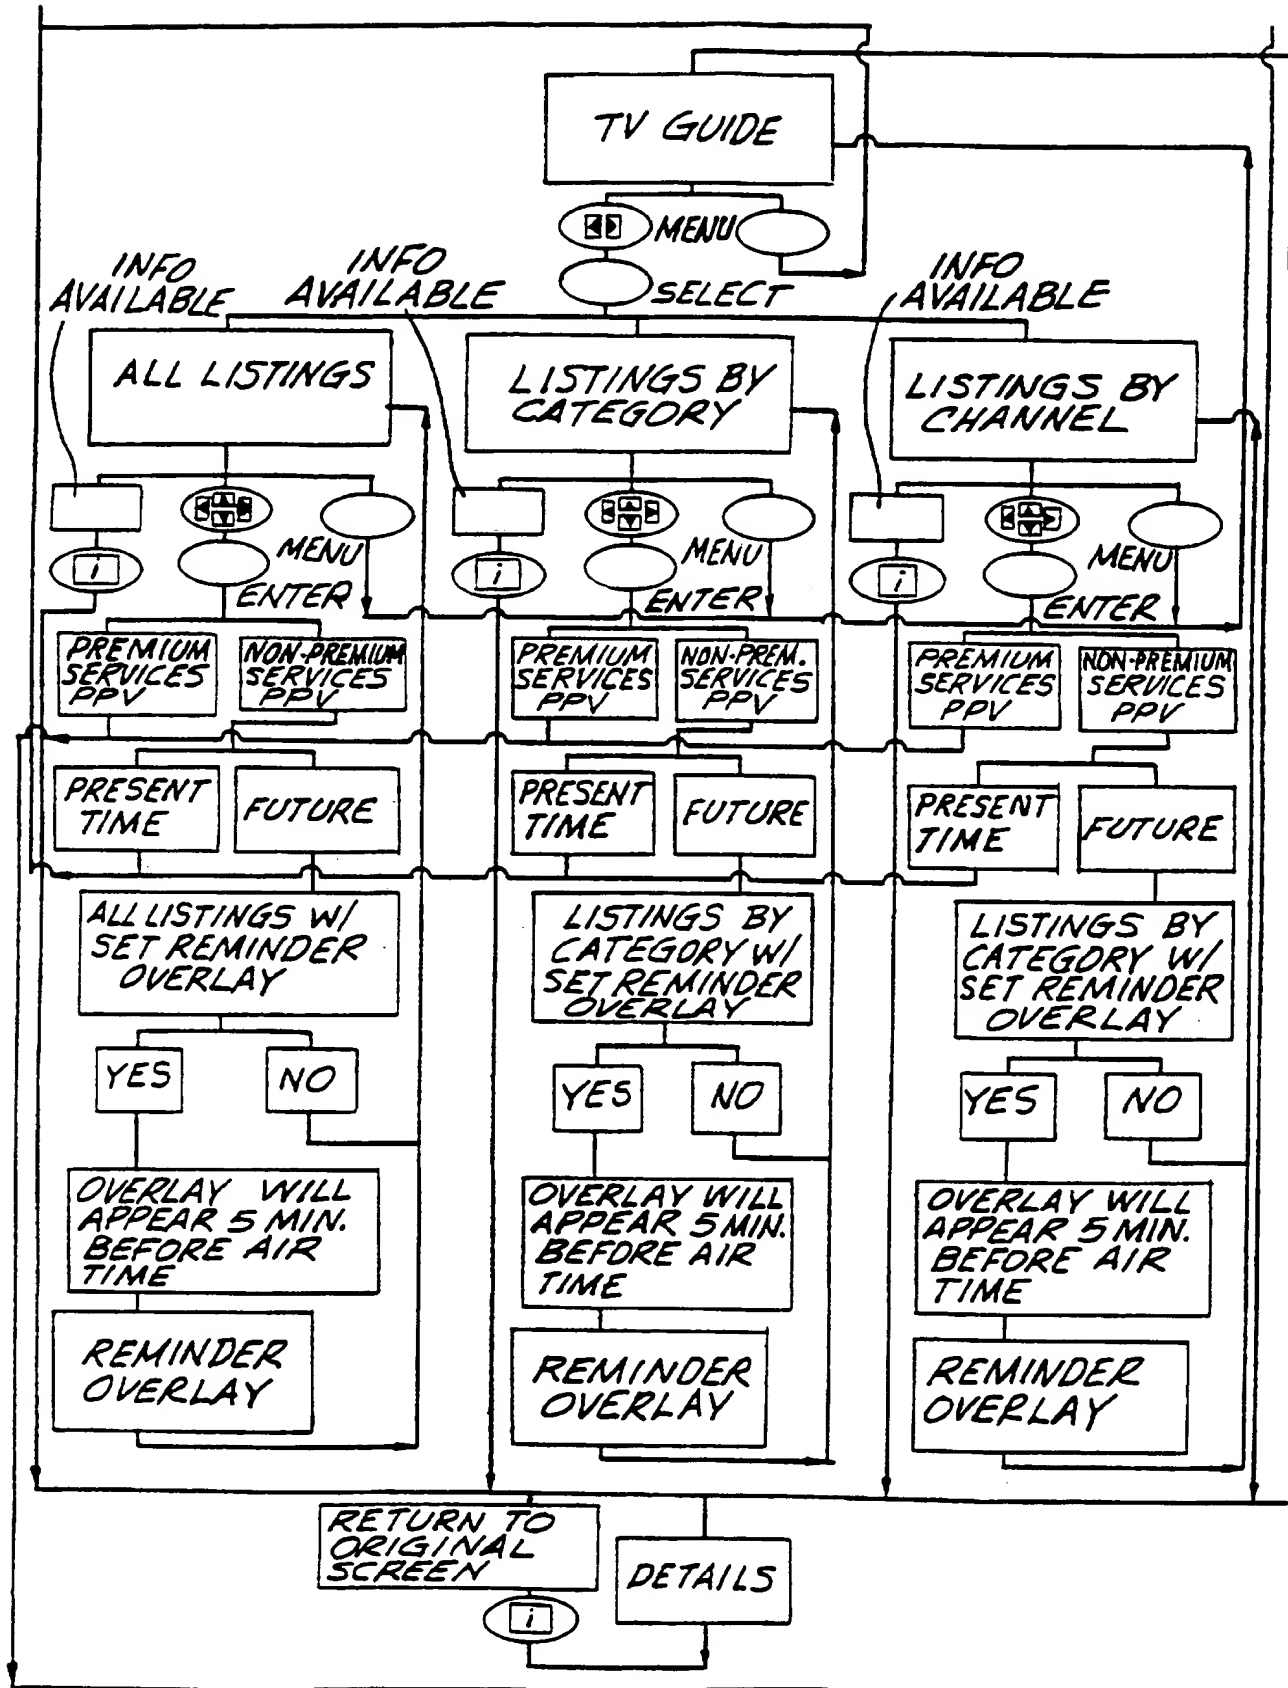 TV GUIDE
MENU
SELECT
INFO
AVAILABLE
INFO
AVAILABLE
INFO
AVAILABLE
ALL LISTINGS
LISTINGS BY
CATEGORY
LISTINGS BY
CHANNEL
i
MENU
ENTER
i
MENU
ENTER
i
MENU
ENTER
PREMIUM
SERVICES
PPV
NON-PREMIUM
SERVICES
PPV
PREMIUM
SERVICES
PPV
NON-PREM.
SERVICES
PPV
PREMIUM
SERVICES
PPV
NON-PREMIUM
SERVICES
PPV
PRESENT
TIME
FUTURE
PRESENT
TIME
FUTURE
PRESENT
TIME
FUTURE
ALL LISTINGS W/
SET REMINDER
OVERLAY
LISTINGS BY
CATEGORY W/
SET REMINDER
OVERLAY
LISTINGS BY
CATEGORY W/
SET REMINDER
OVERLAY
YES
NO
YES
NO
YES
NO
OVERLAY WILL
APPEAR 5 MIN.
BEFORE AIR
TIME
OVERLAY WILL
APPEAR 5 MIN.
BEFORE AIR
TIME
OVERLAY WILL
APPEAR 5 MIN.
BEFORE AIR
TIME
REMINDER
OVERLAY
REMINDER
OVERLAY
REMINDER
OVERLAY
RETURN TO
ORIGINAL
SCREEN
DETAILS
i